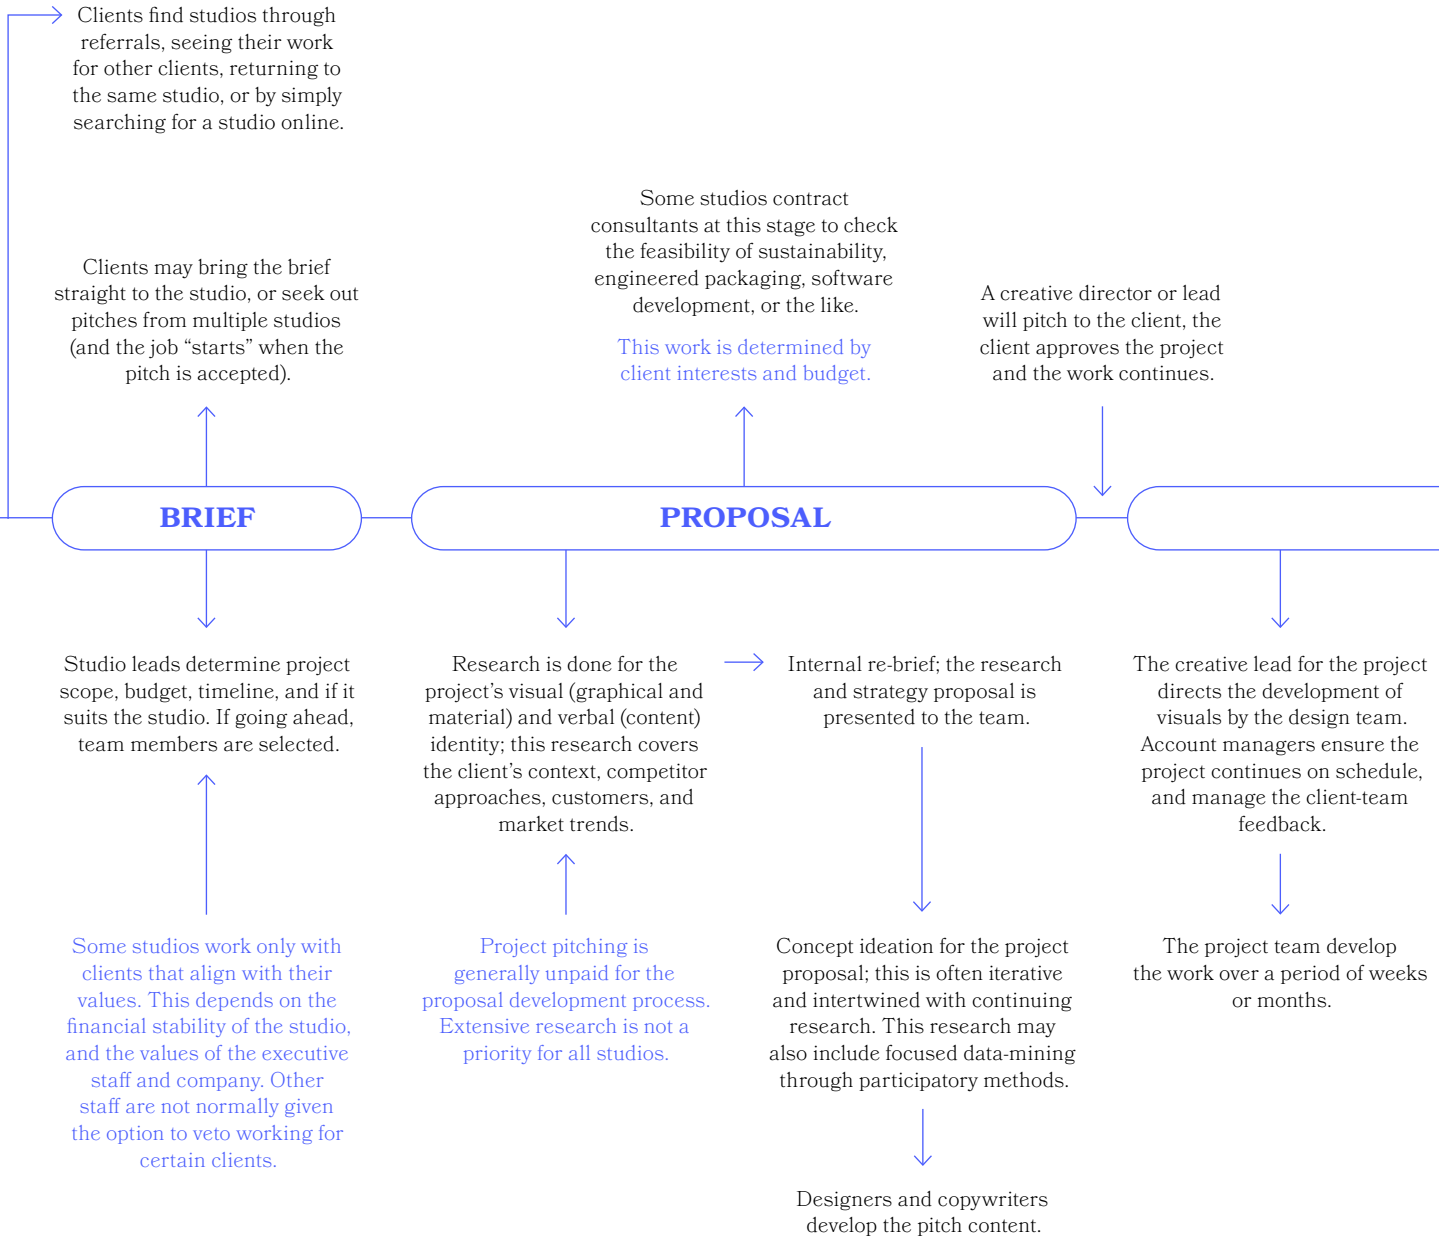 Clients find studios through
referrals, seeing their work
for other clients, returning to
the same studio, or by simply
searching for a studio online.
Clients may bring the brief
straight to the studio, or seek out
pitches from multiple studios
(and the job “starts” when the
pitch is accepted).
Some studios contract
consultants at this stage to check
the feasibility of sustainability,
engineered packaging, software
development, or the like.
This work is determined by
client interests and budget.
A creative director or lead
will pitch to the client, the
client approves the project
and the work continues.
BRIEF
PROPOSAL
Studio leads determine project
scope, budget, timeline, and if it
suits the studio. If going ahead,
team members are selected.
Some studios work only with
clients that align with their
values. This depends on the
financial stability of the studio,
and the values of the executive
staff and company. Other
staff are not normally given
the option to veto working for
certain clients.
Research is done for the
project’s visual (graphical and
material) and verbal (content)
identity; this research covers
the client’s context, competitor
approaches, customers, and
market trends.
Project pitching is
generally unpaid for the
proposal development process.
Extensive research is not a
priority for all studios.
Internal re-brief; the research
and strategy proposal is
presented to the team.
Concept ideation for the project
proposal; this is often iterative
and intertwined with continuing
research. This research may
also include focused data-mining
through participatory methods.
Designers and copywriters
develop the pitch content.
The creative lead for the project
directs the development of
visuals by the design team.
Account managers ensure the
project continues on schedule,
and manage the client-team
feedback.
The project team develop
the work over a period of weeks
or months.